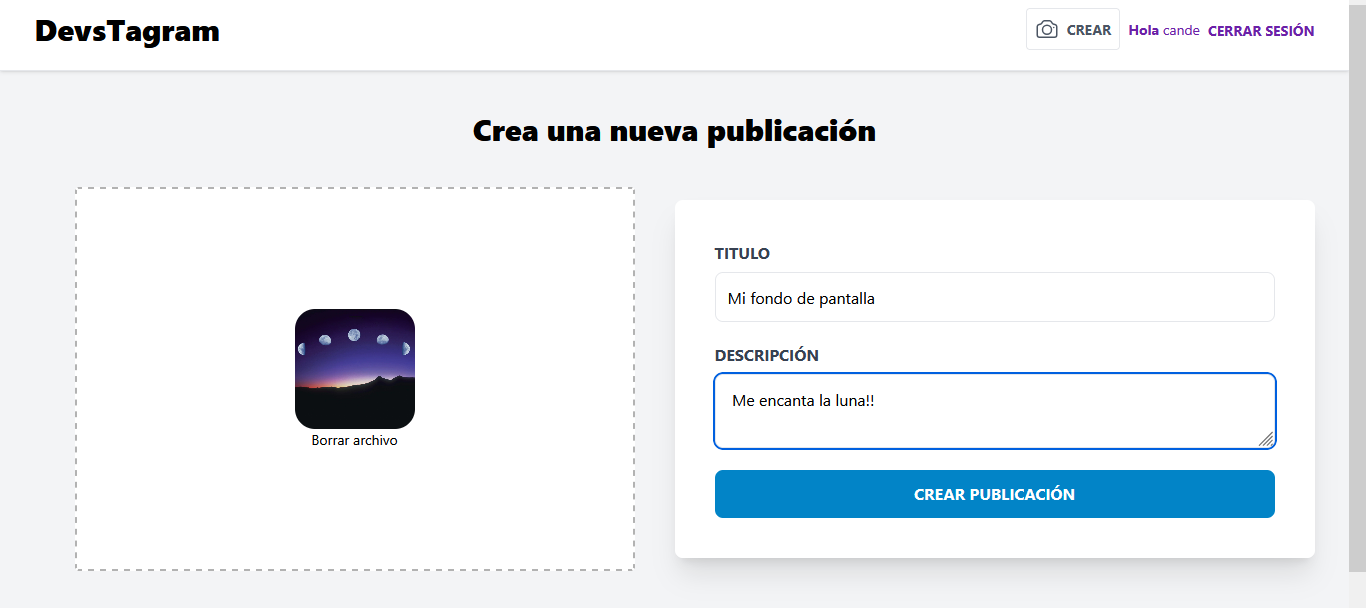 DevsTagram
CREAR Hola cande CERRAR SESIÓN
Crea una nueva publicación
Borrar archivo
TITULO
Mi fondo de pantalla
DESCRIPCIÓN
Me encanta la luna!!
CREAR PUBLICACIÓN